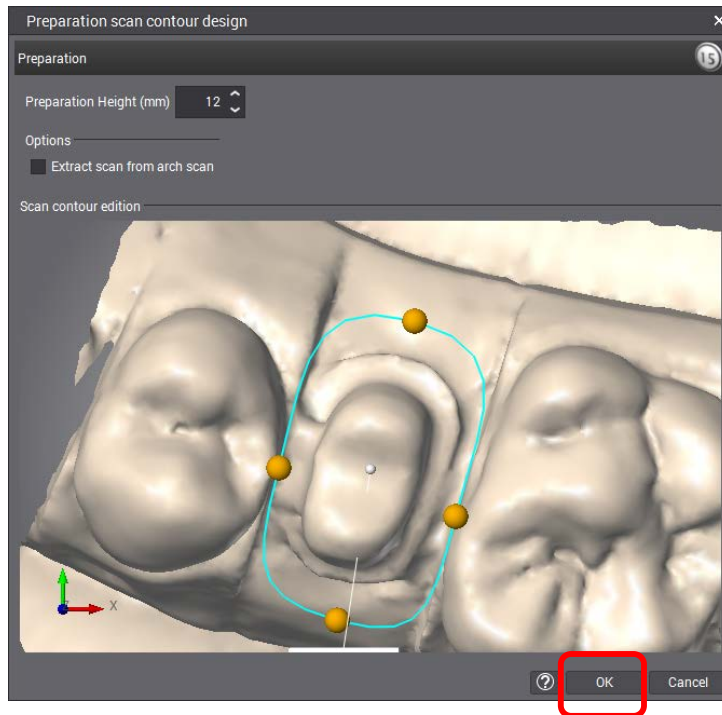 Preparation scan contour design
Preparation
15
Preparation Height (mm) 12
Options
Extract scan from arch scan
Scan contour edition
X
? OK Cancel